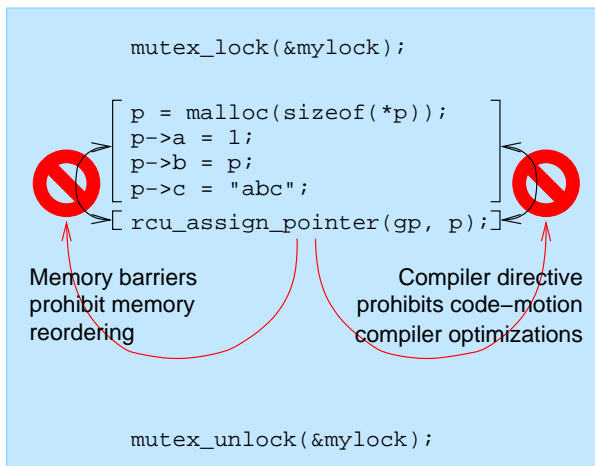 mutex_lock(&mylock);
p = malloc(sizeof(*p));
p->a = 1;
p->b = p;
p->c = "abc";
rcu_assign_pointer(gp, p);
Memory barriers
prohibit memory
reordering
Compiler directive
prohibits code−motion
compiler optimizations
mutex_unlock(&mylock);